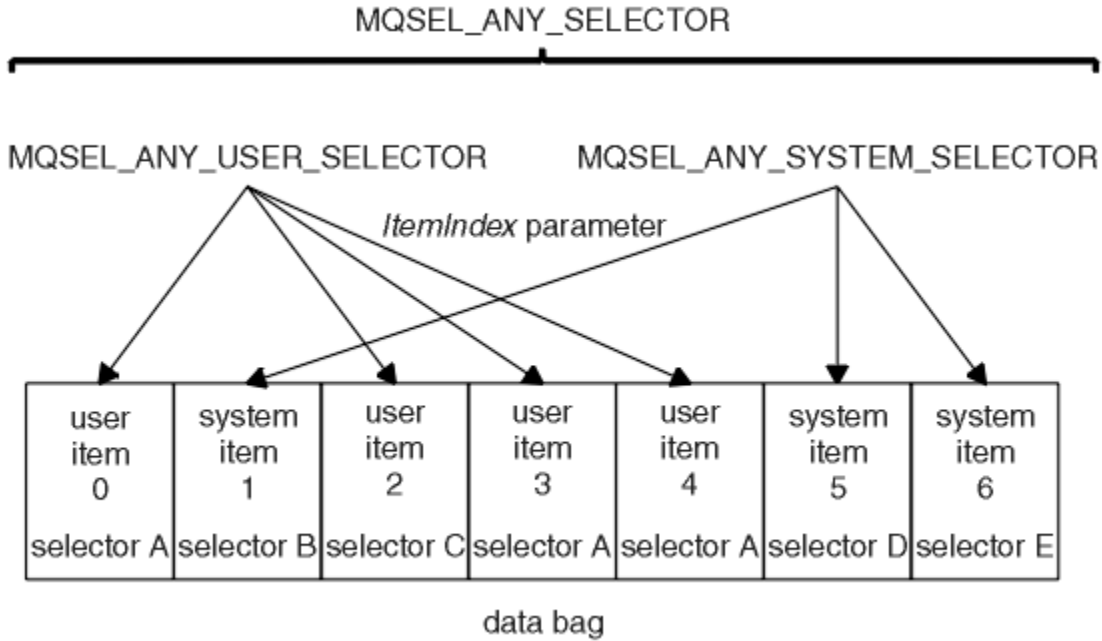 MQSEL_ANY_SELECTOR
MQSEL_ANY_USER_SELECTOR
MQSEL_ANY_SYSTEM_SELECTOR
ItemIndex parameter
user
item
0
selector A
system
item
1
selector B
user
item
2
selector C
user
item
3
selector A
user
item
4
selector A
system
item
5
selector D
system
item
6
selector E
data bag